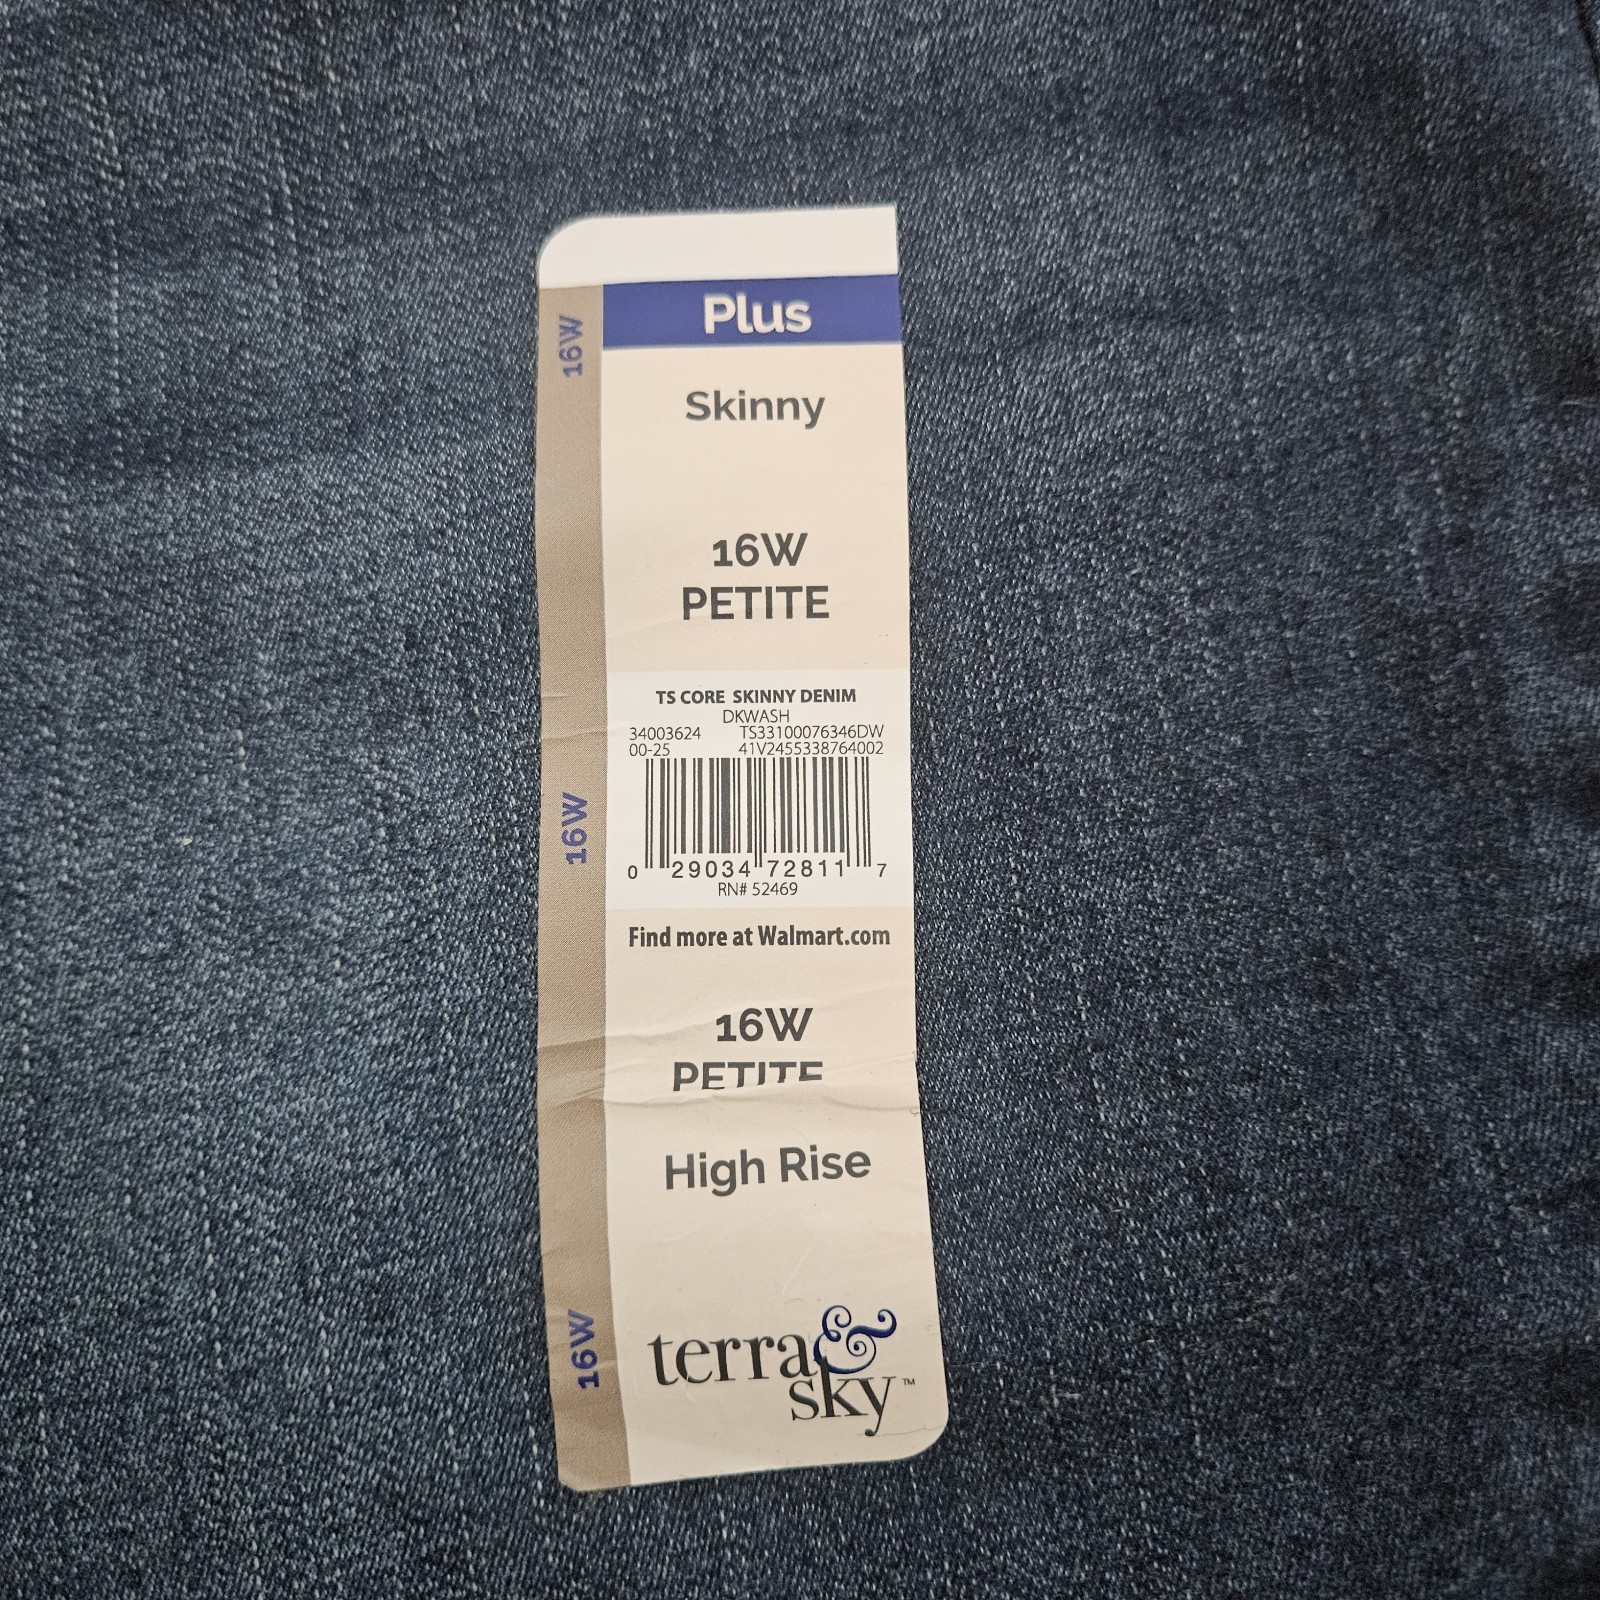 Plus
16W
Skinny
16W
PETITE
TS CORE SKINNY DENIM
DKWASH
34003624 TS33100076346DW
00-25 41V2455338764002
0 29034 72811 7
RN# 52469
16W
Find more at Walmart.com
16W
PETITE
High Rise
16W
terra &
sky™